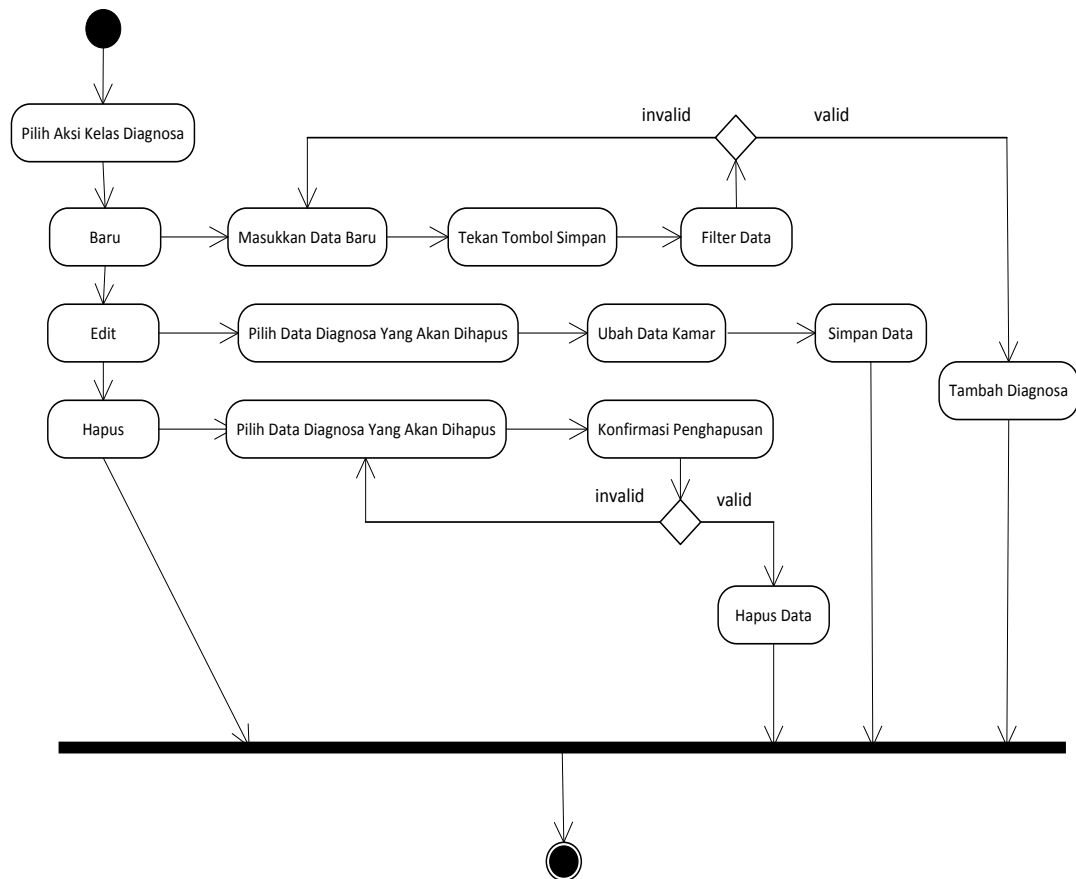 invalid
valid
Pilih Aksi Kelas Diagnosa
Baru
Masukkan Data Baru
Tekan Tombol Simpan
Filter Data
Edit
Pilih Data Diagnosa Yang Akan Dihapus
Ubah Data Kamar
Simpan Data
Tambah Diagnosa
Hapus
Pilih Data Diagnosa Yang Akan Dihapus
Konfirmasi Penghapusan
invalid
valid
Hapus Data